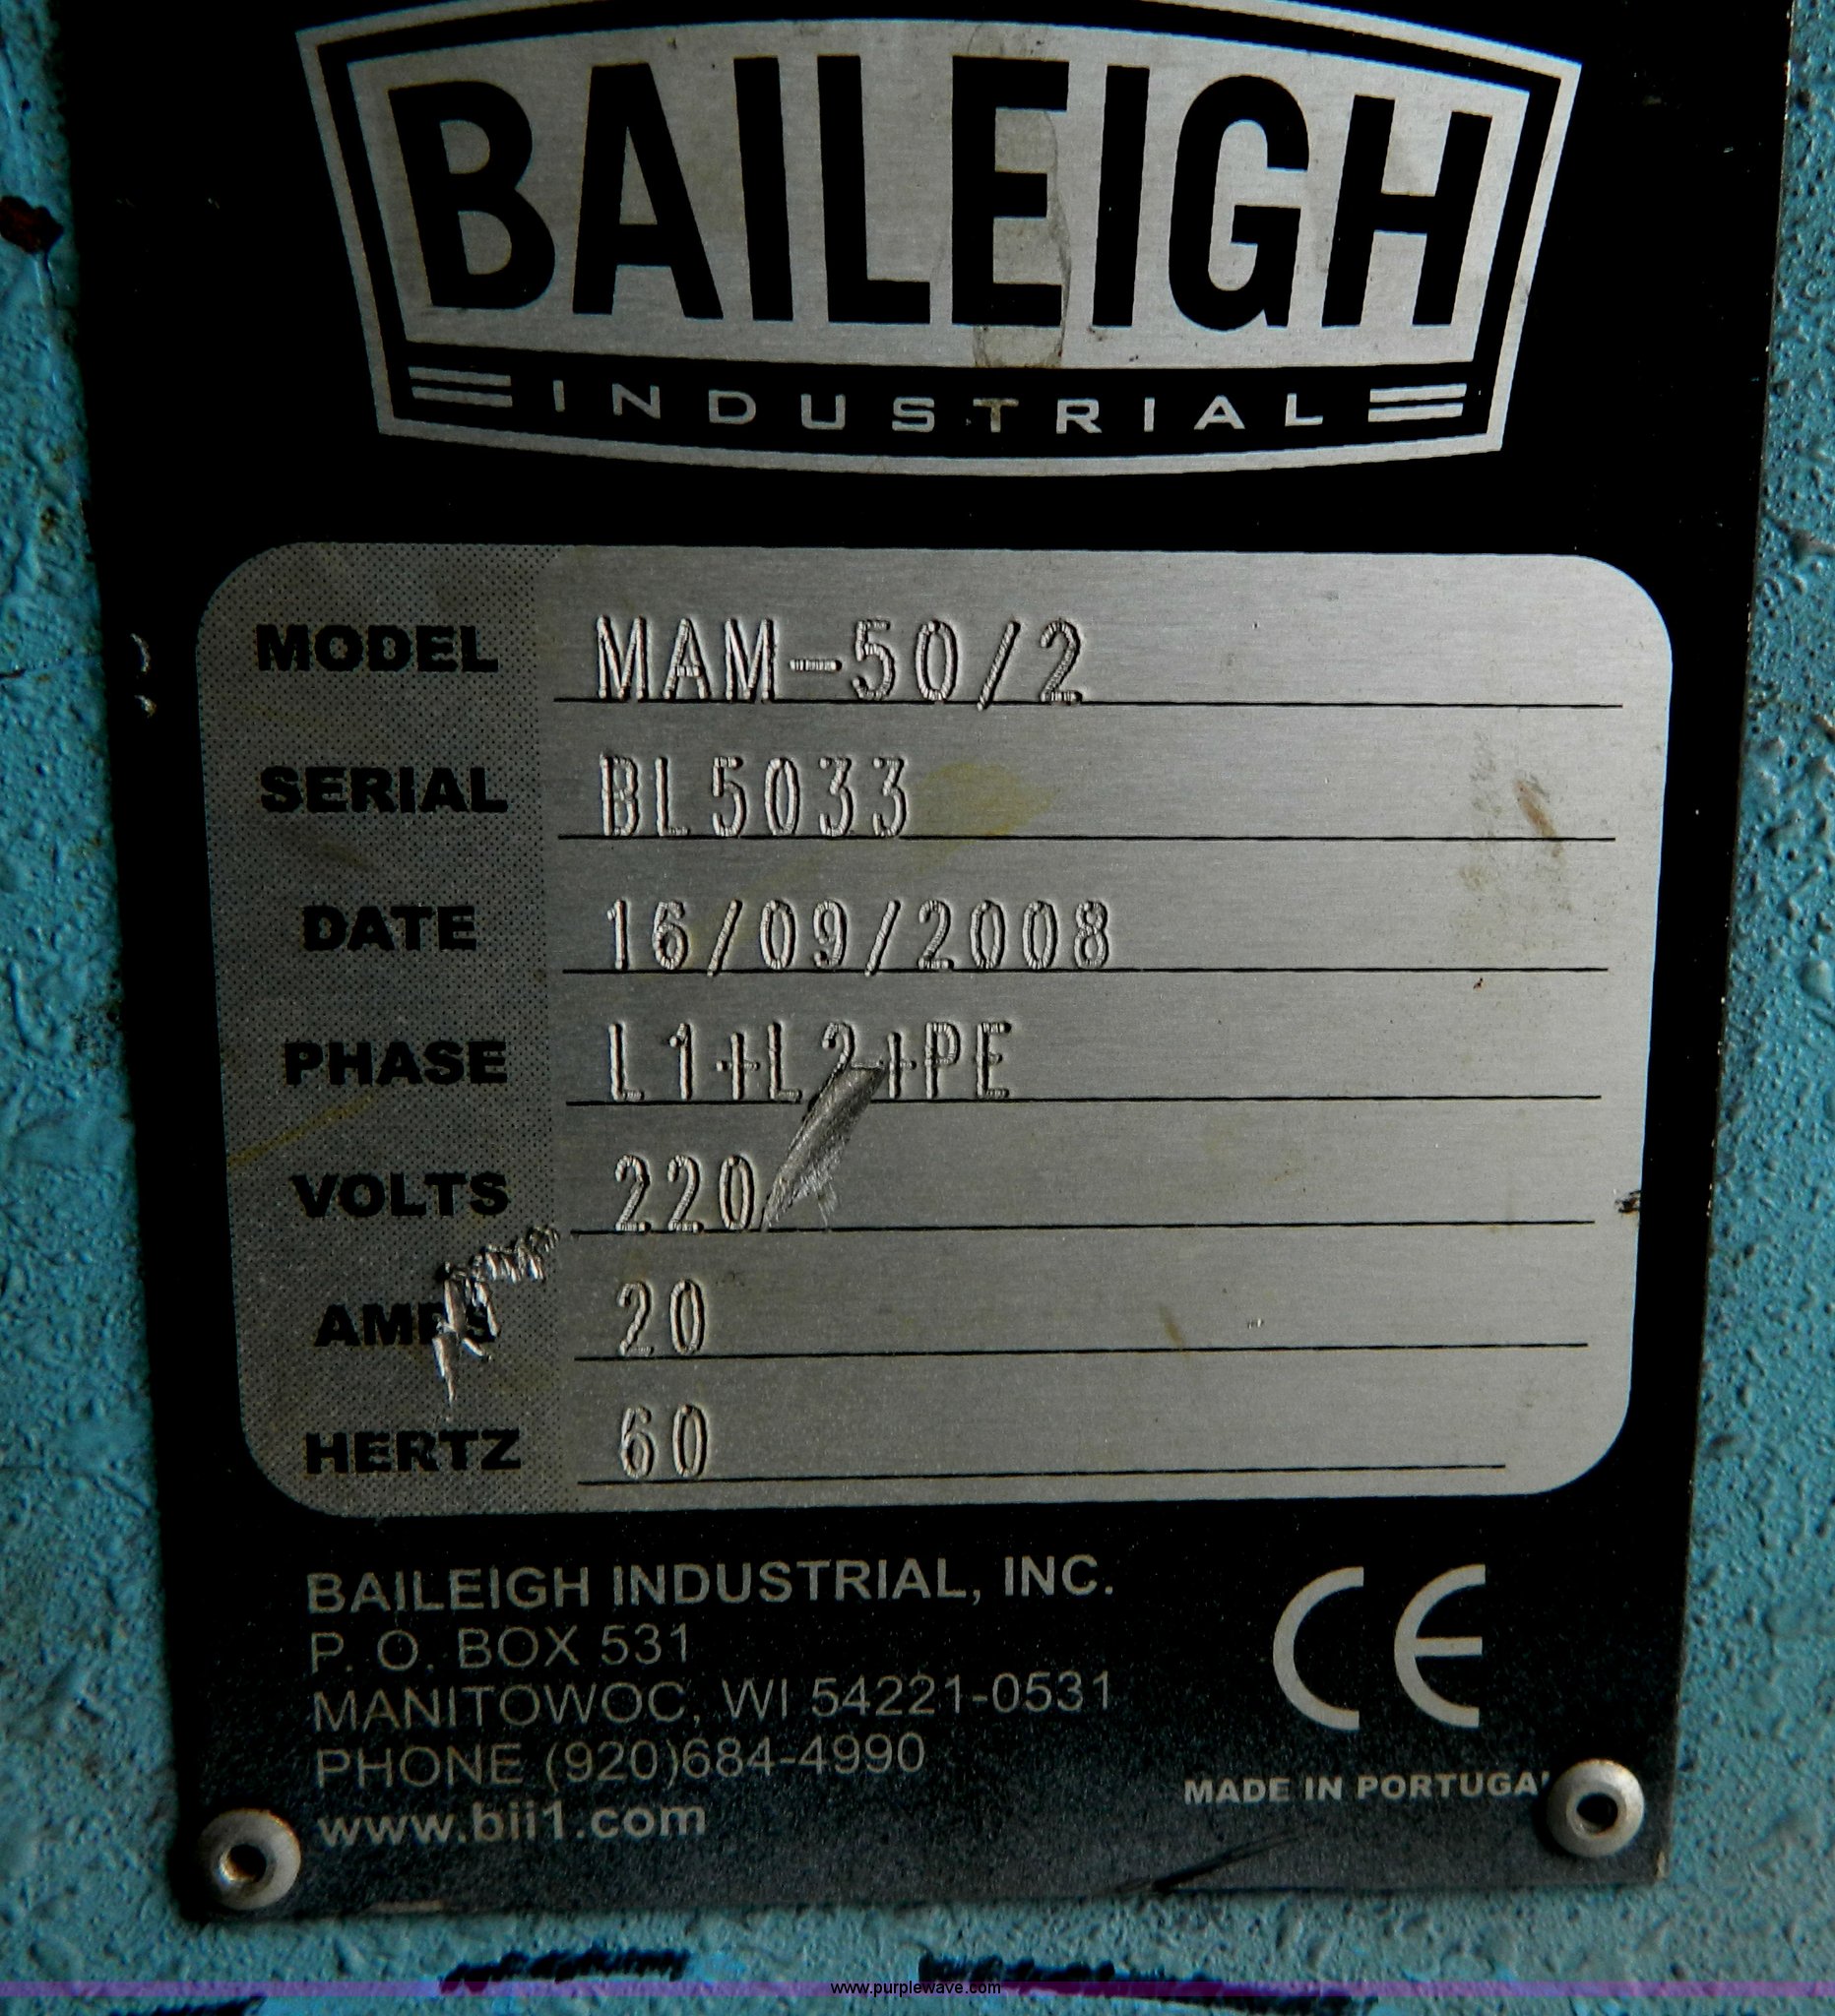 BAILEIGH
INDUSTRIAL
MODEL MAM-50/2
SERIAL BL5033
DATE 16/09/2008
PHASE L1+L2+PE
VOLTS 220
AMPS 20
HERTZ 60
BAILEIGH INDUSTRIAL, INC.
P. O. BOX 531
MANITOWOC, WI 54221-0531
PHONE (920)684-4990
www.bii1.com
CE
MADE IN PORTUGAL
www.purplewave.com